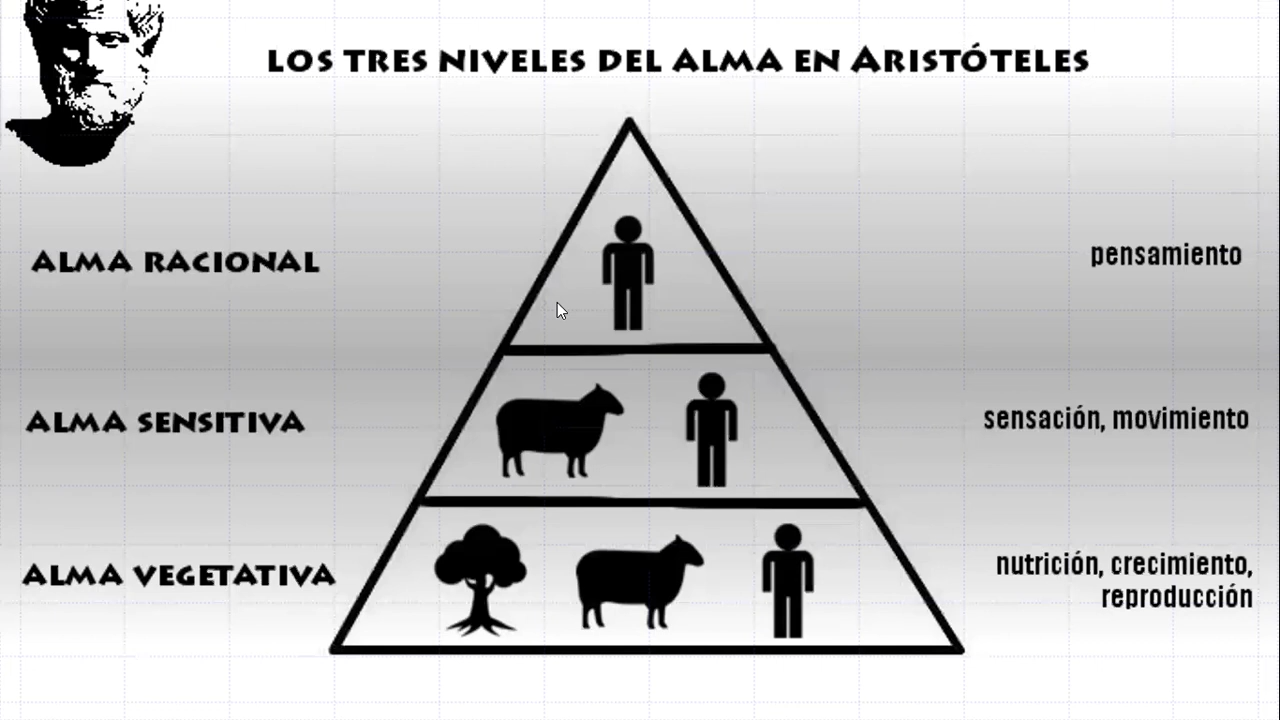 LOS TRES NIVELES DEL ALMA EN ARISTÓTELES
ALMA RACIONAL
pensamiento
ALMA SENSITIVA
sensación, movimiento
ALMA VEGETATIVA
nutrición, crecimiento,
reproducción